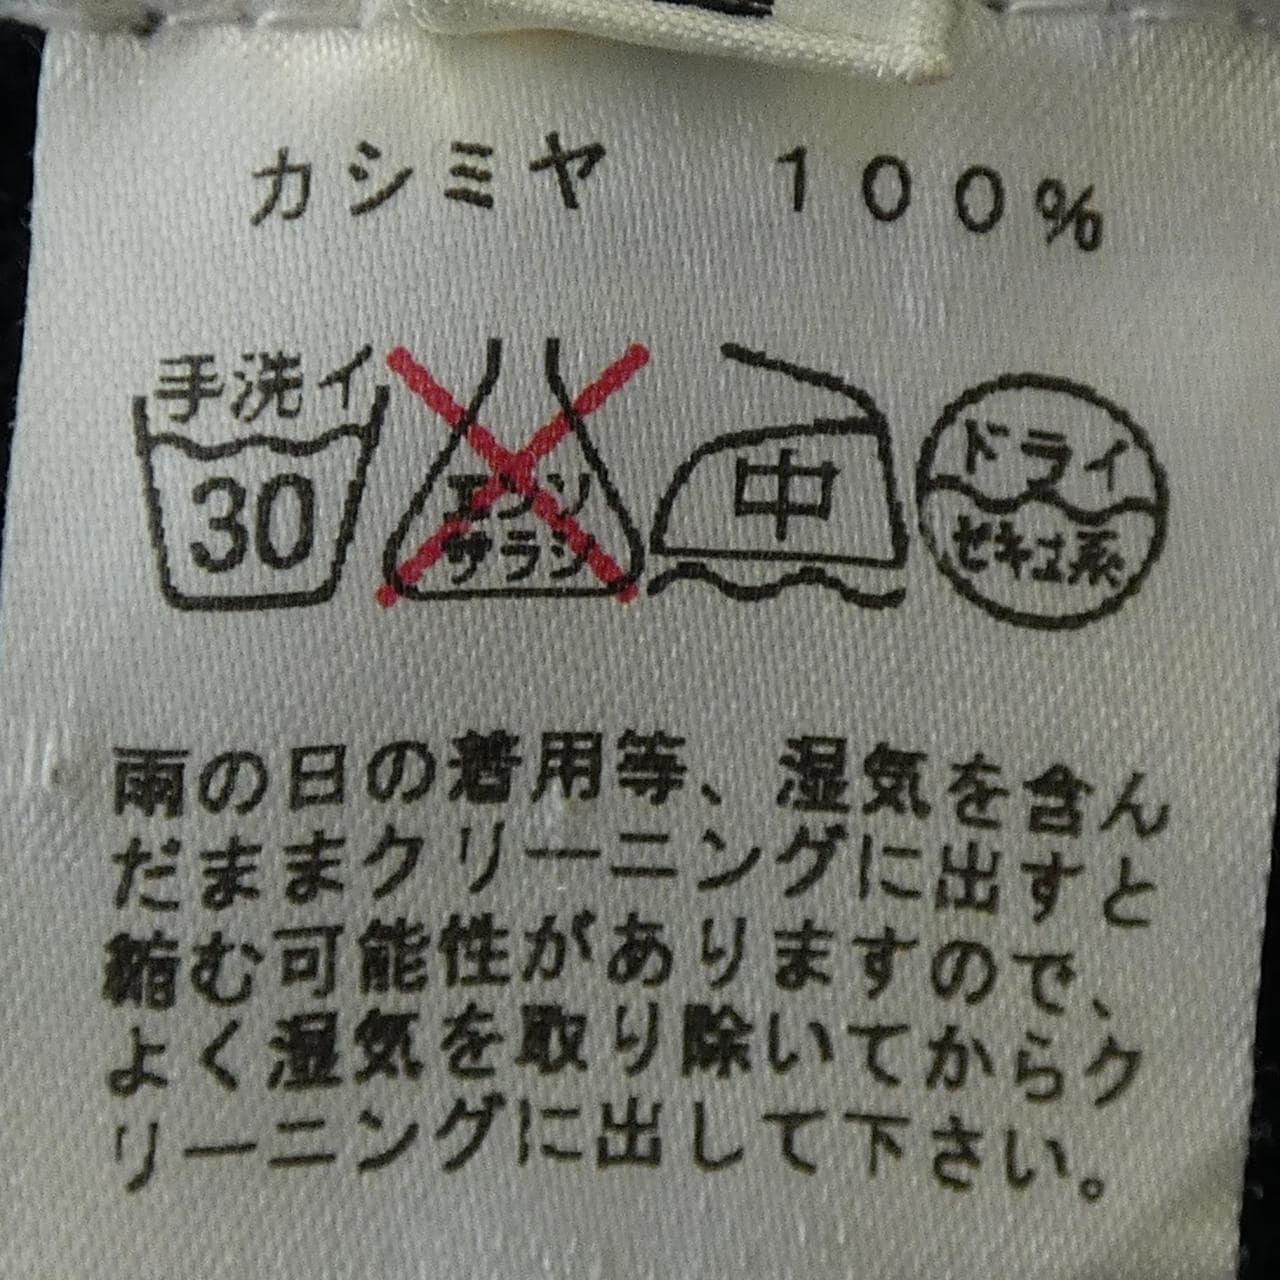 カシミヤ 100%
手洗イ
30
エンソ
サラシ
中
ドライ
セキユ系
雨の日の着用等、湿気を含ん
だままクリーニングに出すと
縮む可能性がありますので、
よく湿気を取り除いてからク
リーニングに出して下さい。